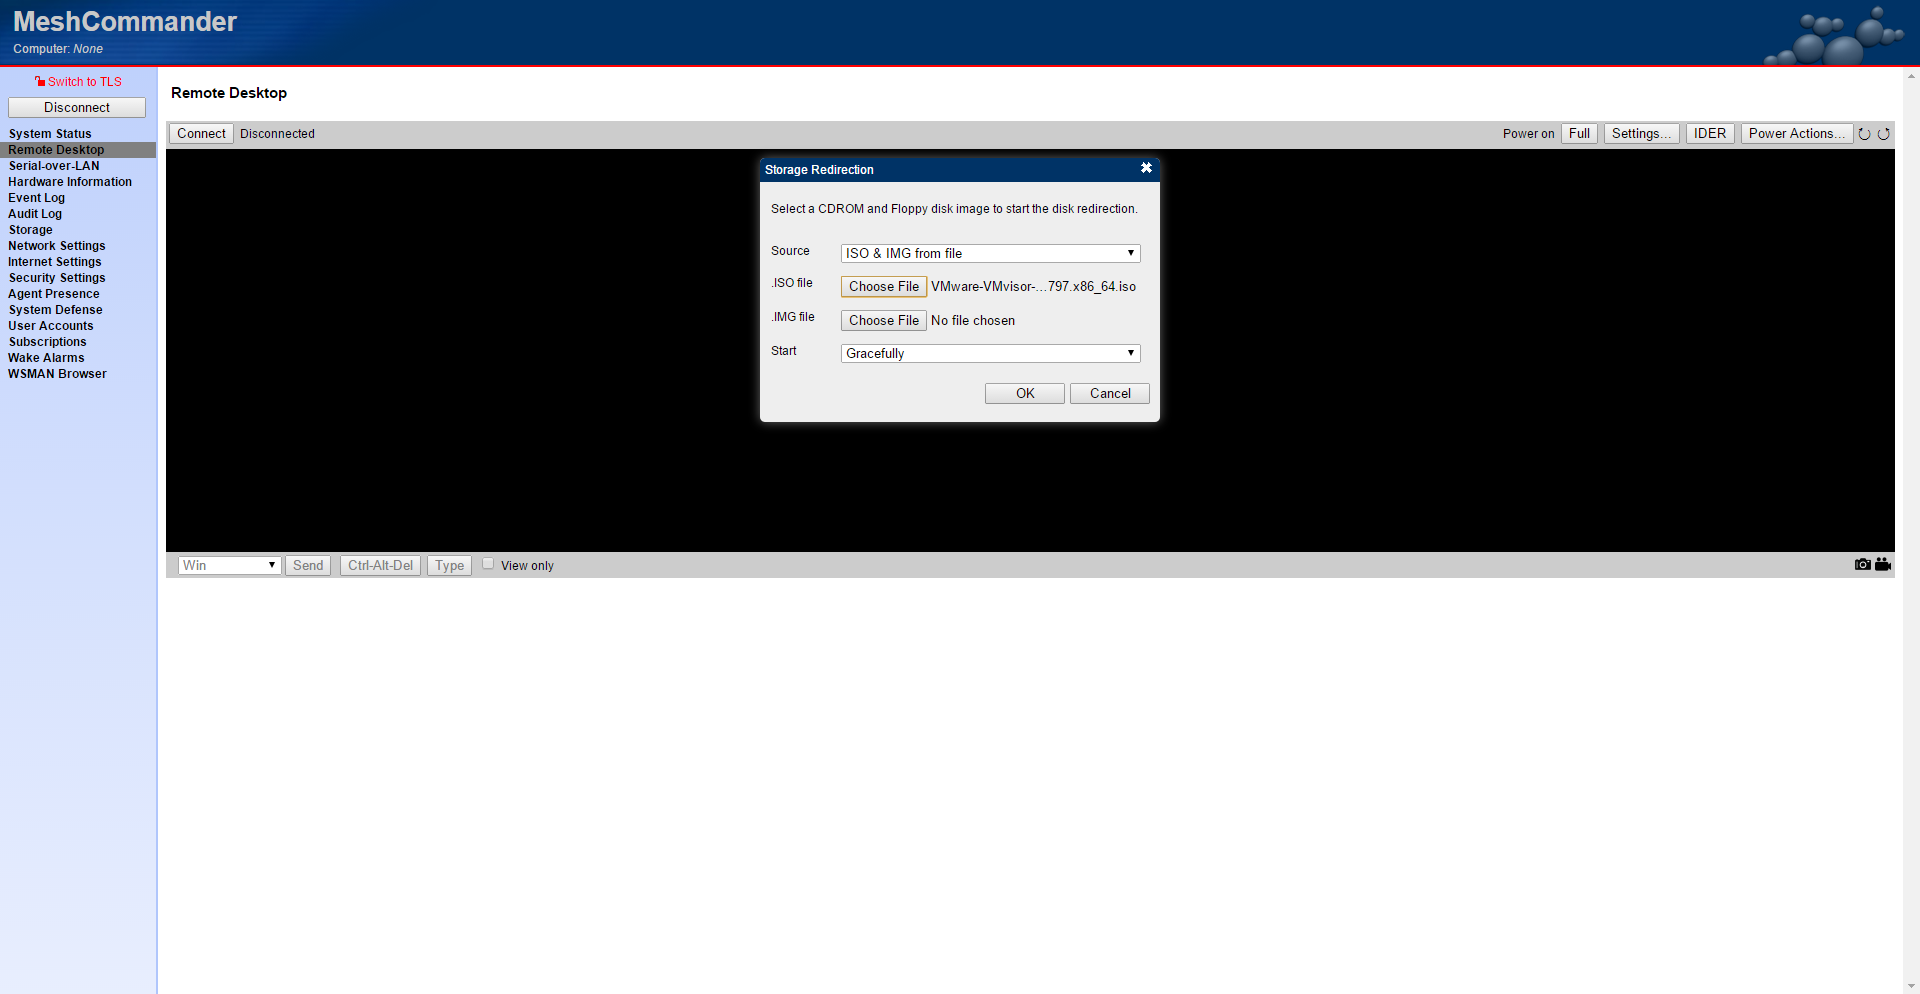 MeshCommander
Computer: None
Switch to TLS
Disconnect
System Status
Remote Desktop
Serial-over-LAN
Hardware Information
Event Log
Audit Log
Storage
Network Settings
Internet Settings
Security Settings
Agent Presence
System Defense
User Accounts
Subscriptions
Wake Alarms
WSMAN Browser
Remote Desktop
Connect Disconnected Power on Full Settings... IDER Power Actions...
Storage Redirection
Select a CDROM and Floppy disk image to start the disk redirection.
Source ISO & IMG from file
.ISO file Choose File VMware-VMvisor-...797.x86_64.iso
.IMG file Choose File No file chosen
Start Gracefully
OK Cancel
Win Send Ctrl-Alt-Del Type View only